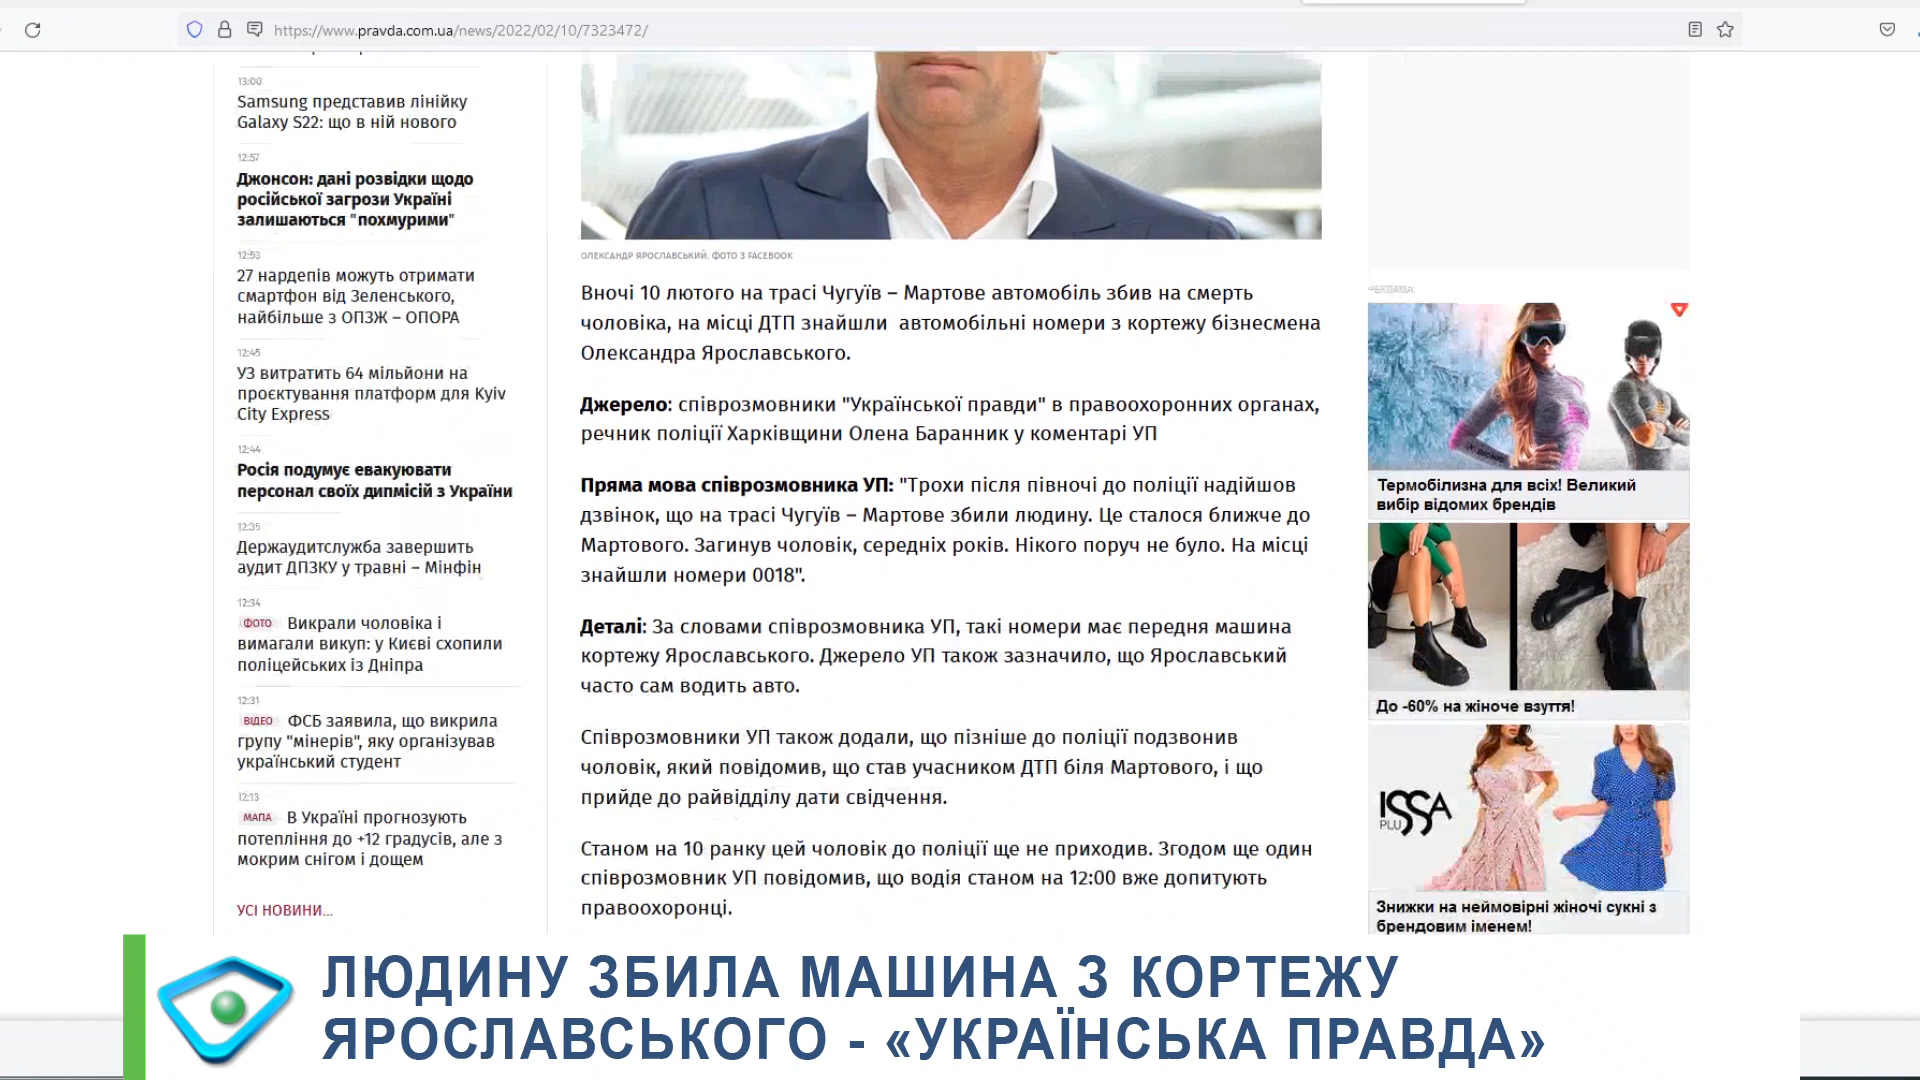 https://www.pravda.com.ua/news/2022/02/10/7323472/
13:00
Samsung представив лінійку
Galaxy S22: що в ній нового
12:57
Джонсон: дані розвідки щодо
російської загрози Україні
залишаються "похмурими"
12:53
27 нардепів можуть отримати
смартфон від Зеленського,
найбільше з ОПЗЖ – ОПОРА
12:45
УЗ витратить 64 мільйони на
проєктування платформ для Kyiv
City Express
12:44
Росія подумує евакуювати
персонал своїх дипмісій з України
12:35
Держаудитслужба завершить
аудит ДПЗКУ у травні – Мінфін
12:34
ФОТО Викрали чоловіка і
вимагали викуп: у Києві схопили
поліцейських із Дніпра
12:31
ВІДЕО ФСБ заявила, що викрила
групу "мінерів", яку організував
український студент
12:13
МАПА В Україні прогнозують
потепління до +12 градусів, але з
мокрим снігом і дощем
УСІ НОВИНИ...
ОЛЕКСАНДР ЯРОСЛАВСЬКИЙ. ФОТО З FACEBOOK
Вночі 10 лютого на трасі Чугуїв – Мартове автомобіль збив на смерть
чоловіка, на місці ДТП знайшли автомобільні номери з кортежу бізнесмена
Олександра Ярославського.
Джерело: співрозмовники "Української правди" в правоохоронних органах,
речник поліції Харківщини Олена Баранник у коментарі УП
Пряма мова співрозмовника УП: "Трохи після півночі до поліції надійшов
дзвінок, що на трасі Чугуїв – Мартове збили людину. Це сталося ближче до
Мартового. Загинув чоловік, середніх років. Нікого поруч не було. На місці
знайшли номери 0018".
Деталі: За словами співрозмовника УП, такі номери має передня машина
кортежу Ярославського. Джерело УП також зазначило, що Ярославський
часто сам водить авто.
Співрозмовники УП також додали, що пізніше до поліції подзвонив
чоловік, який повідомив, що став учасником ДТП біля Мартового, і що
прийде до райвідділу дати свідчення.
Станом на 10 ранку цей чоловік до поліції ще не приходив. Згодом ще один
співрозмовник УП повідомив, що водія станом на 12:00 вже допитують
правоохоронці.
РЕКЛАМА:
Термобілизна для всіх! Великий
вибір відомих брендів
До -60% на жіноче взуття!
ISSA
PLUS
Знижки на неймовірні жіночі сукні з
брендовим іменем!
ЛЮДИНУ ЗБИЛА МАШИНА З КОРТЕЖУ
ЯРОСЛАВСЬКОГО - «УКРАЇНСЬКА ПРАВДА»